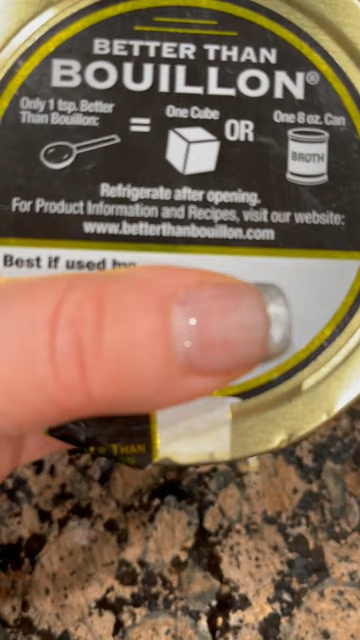 BETTER THAN
BOUILLON®
Only 1 tsp. Better
Than Bouillon:
=
One Cube
OR
One 8 oz. Can
BROTH
Refrigerate after opening.
For Product Information and Recipes, visit our website:
www.betterthanbouillon.com
Best if used by
THAN